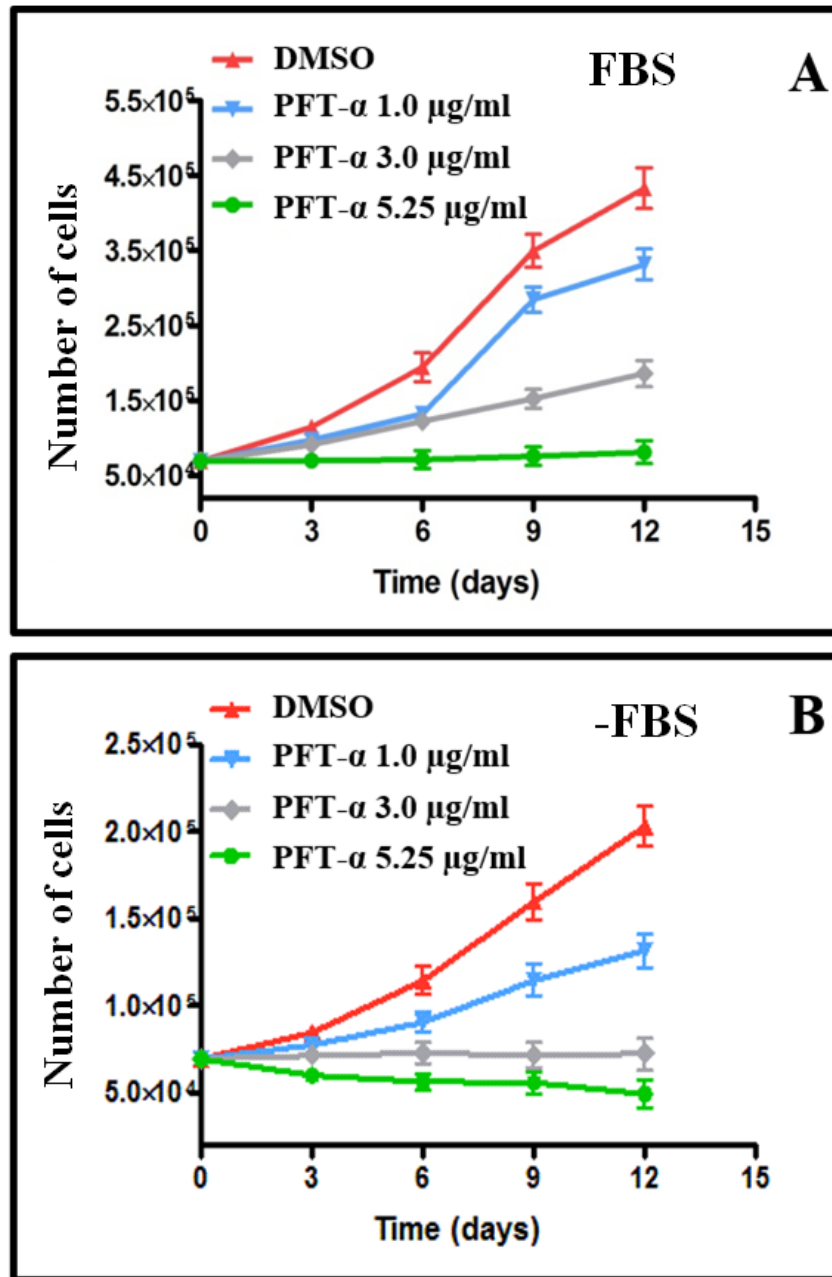 DMSO
FBS
A
PFT-α 1.0 μg/ml
PFT-α 3.0 μg/ml
PFT-α 5.25 μg/ml
5.5×10⁵
4.5×10⁵
3.5×10⁵
2.5×10⁵
1.5×10⁵
5.0×10⁴
Number of cells
0 3 6 9 12 15
Time (days)
DMSO
-FBS
B
PFT-α 1.0 μg/ml
PFT-α 3.0 μg/ml
PFT-α 5.25 μg/ml
2.5×10⁵
2.0×10⁵
1.5×10⁵
1.0×10⁵
5.0×10⁴
Number of cells
0 3 6 9 12 15
Time (days)